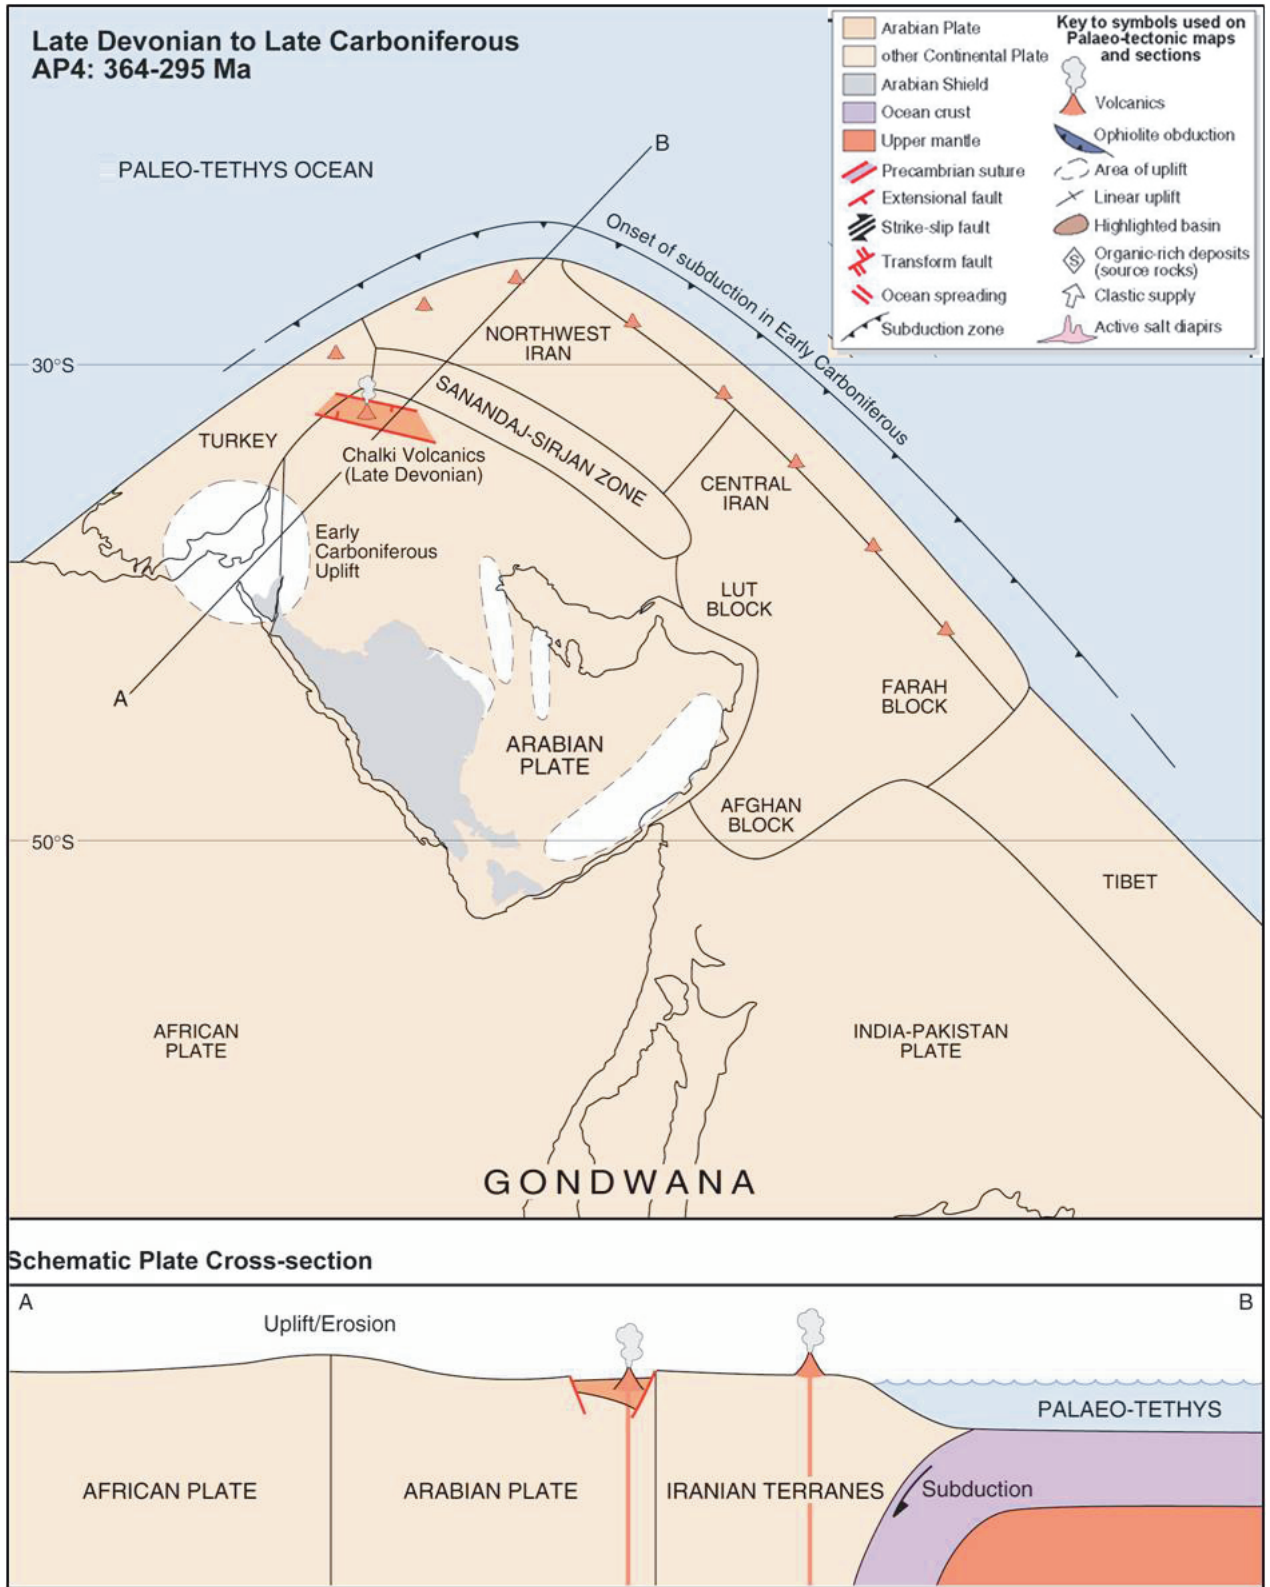 Late Devonian to Late Carboniferous
AP4: 364-295 Ma
Arabian Plate
other Continental Plate
Arabian Shield
Ocean crust
Upper mantle
Precambrian suture
Extensional fault
Strike-slip fault
Transform fault
Ocean spreading
Subduction zone
Key to symbols used on
Palaeo-tectonic maps
and sections
Volcanics
Ophiolite obduction
Area of uplift
Linear uplift
Highlighted basin
S
Organic-rich deposits
(source rocks)
Clastic supply
Active salt diapirs
PALEO-TETHYS OCEAN
B
Onset of subduction in Early Carboniferous
30°S
NORTHWEST
IRAN
SANANDAJ-SIRJAN ZONE
TURKEY
Chalki Volcanics
(Late Devonian)
CENTRAL
IRAN
Early
Carboniferous
Uplift
LUT
BLOCK
A
FARAH
BLOCK
ARABIAN
PLATE
AFGHAN
BLOCK
50°S
TIBET
AFRICAN
PLATE
INDIA-PAKISTAN
PLATE
GONDWANA
Schematic Plate Cross-section
A
B
Uplift/Erosion
PALAEO-TETHYS
AFRICAN PLATE
ARABIAN PLATE
IRANIAN TERRANES
Subduction